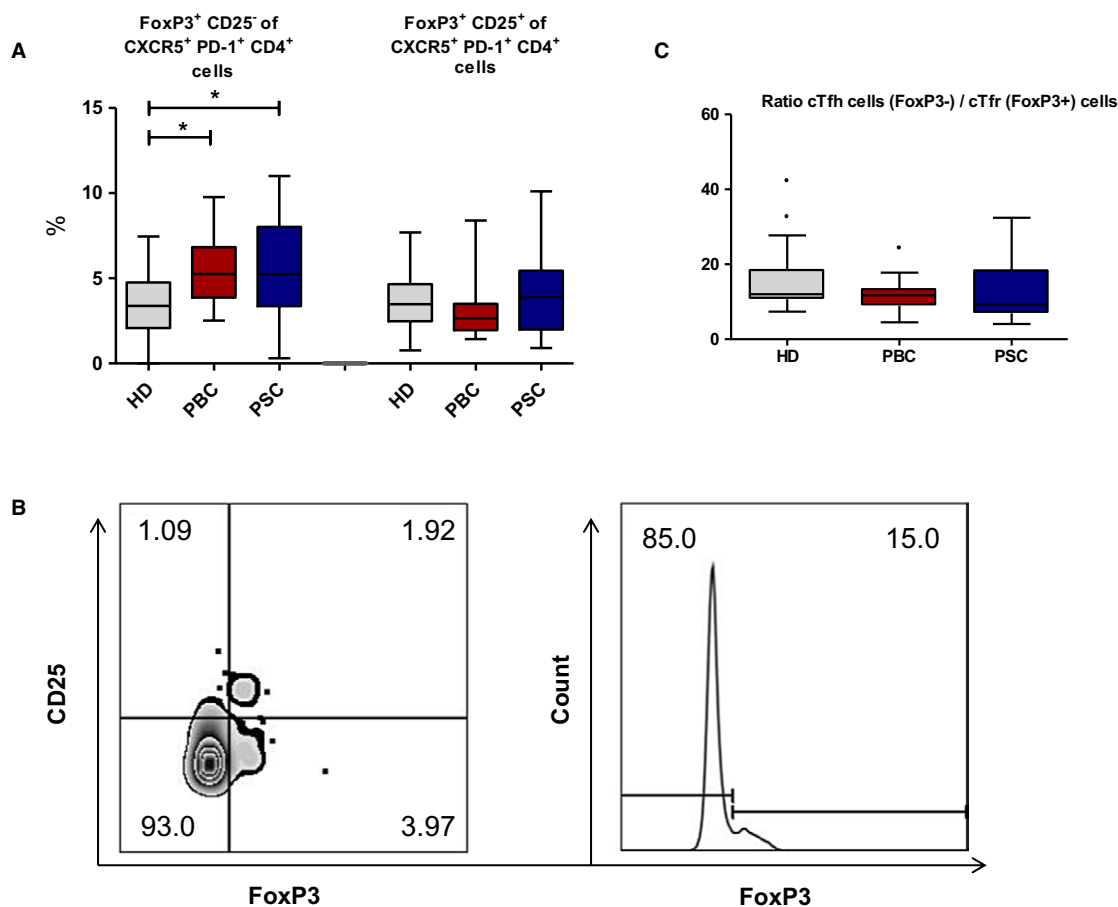 A
FoxP3⁺ CD25⁻ of
CXCR5⁺ PD-1⁺ CD4⁺
cells
FoxP3⁺ CD25⁺ of
CXCR5⁺ PD-1⁺ CD4⁺
cells
15
10
5
0
%
*
*
HD
PBC
PSC
HD
PBC
PSC
C
Ratio cTfh cells (FoxP3-) / cTfr (FoxP3+) cells
60
40
20
0
HD
PBC
PSC
B
1.09
1.92
93.0
3.97
CD25
FoxP3
85.0
15.0
Count
FoxP3